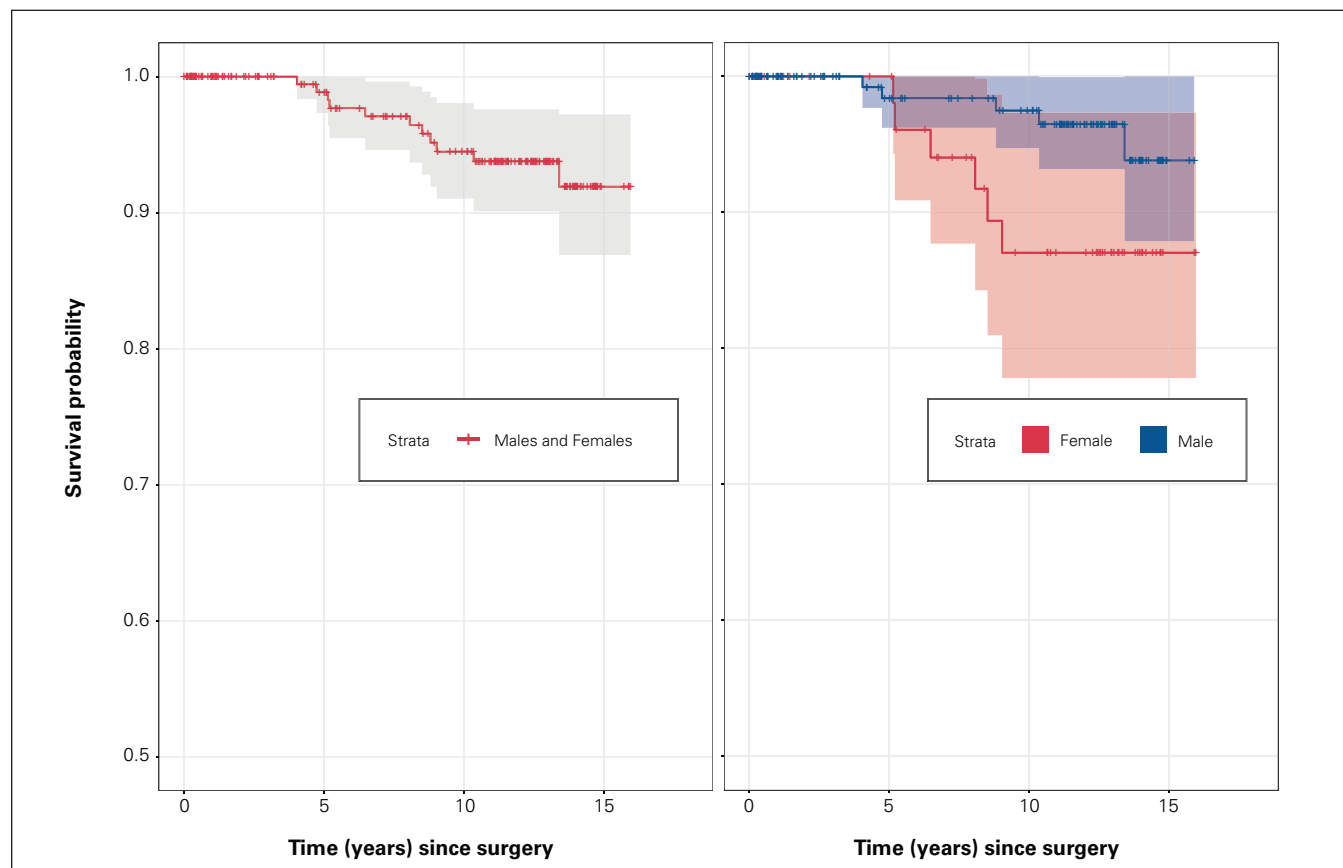 Survival probability
1.0
0.9
0.8
0.7
0.6
0.5
Strata Males and Females
0 5 10 15
Time (years) since surgery
Strata Female Male
0 5 10 15
Time (years) since surgery